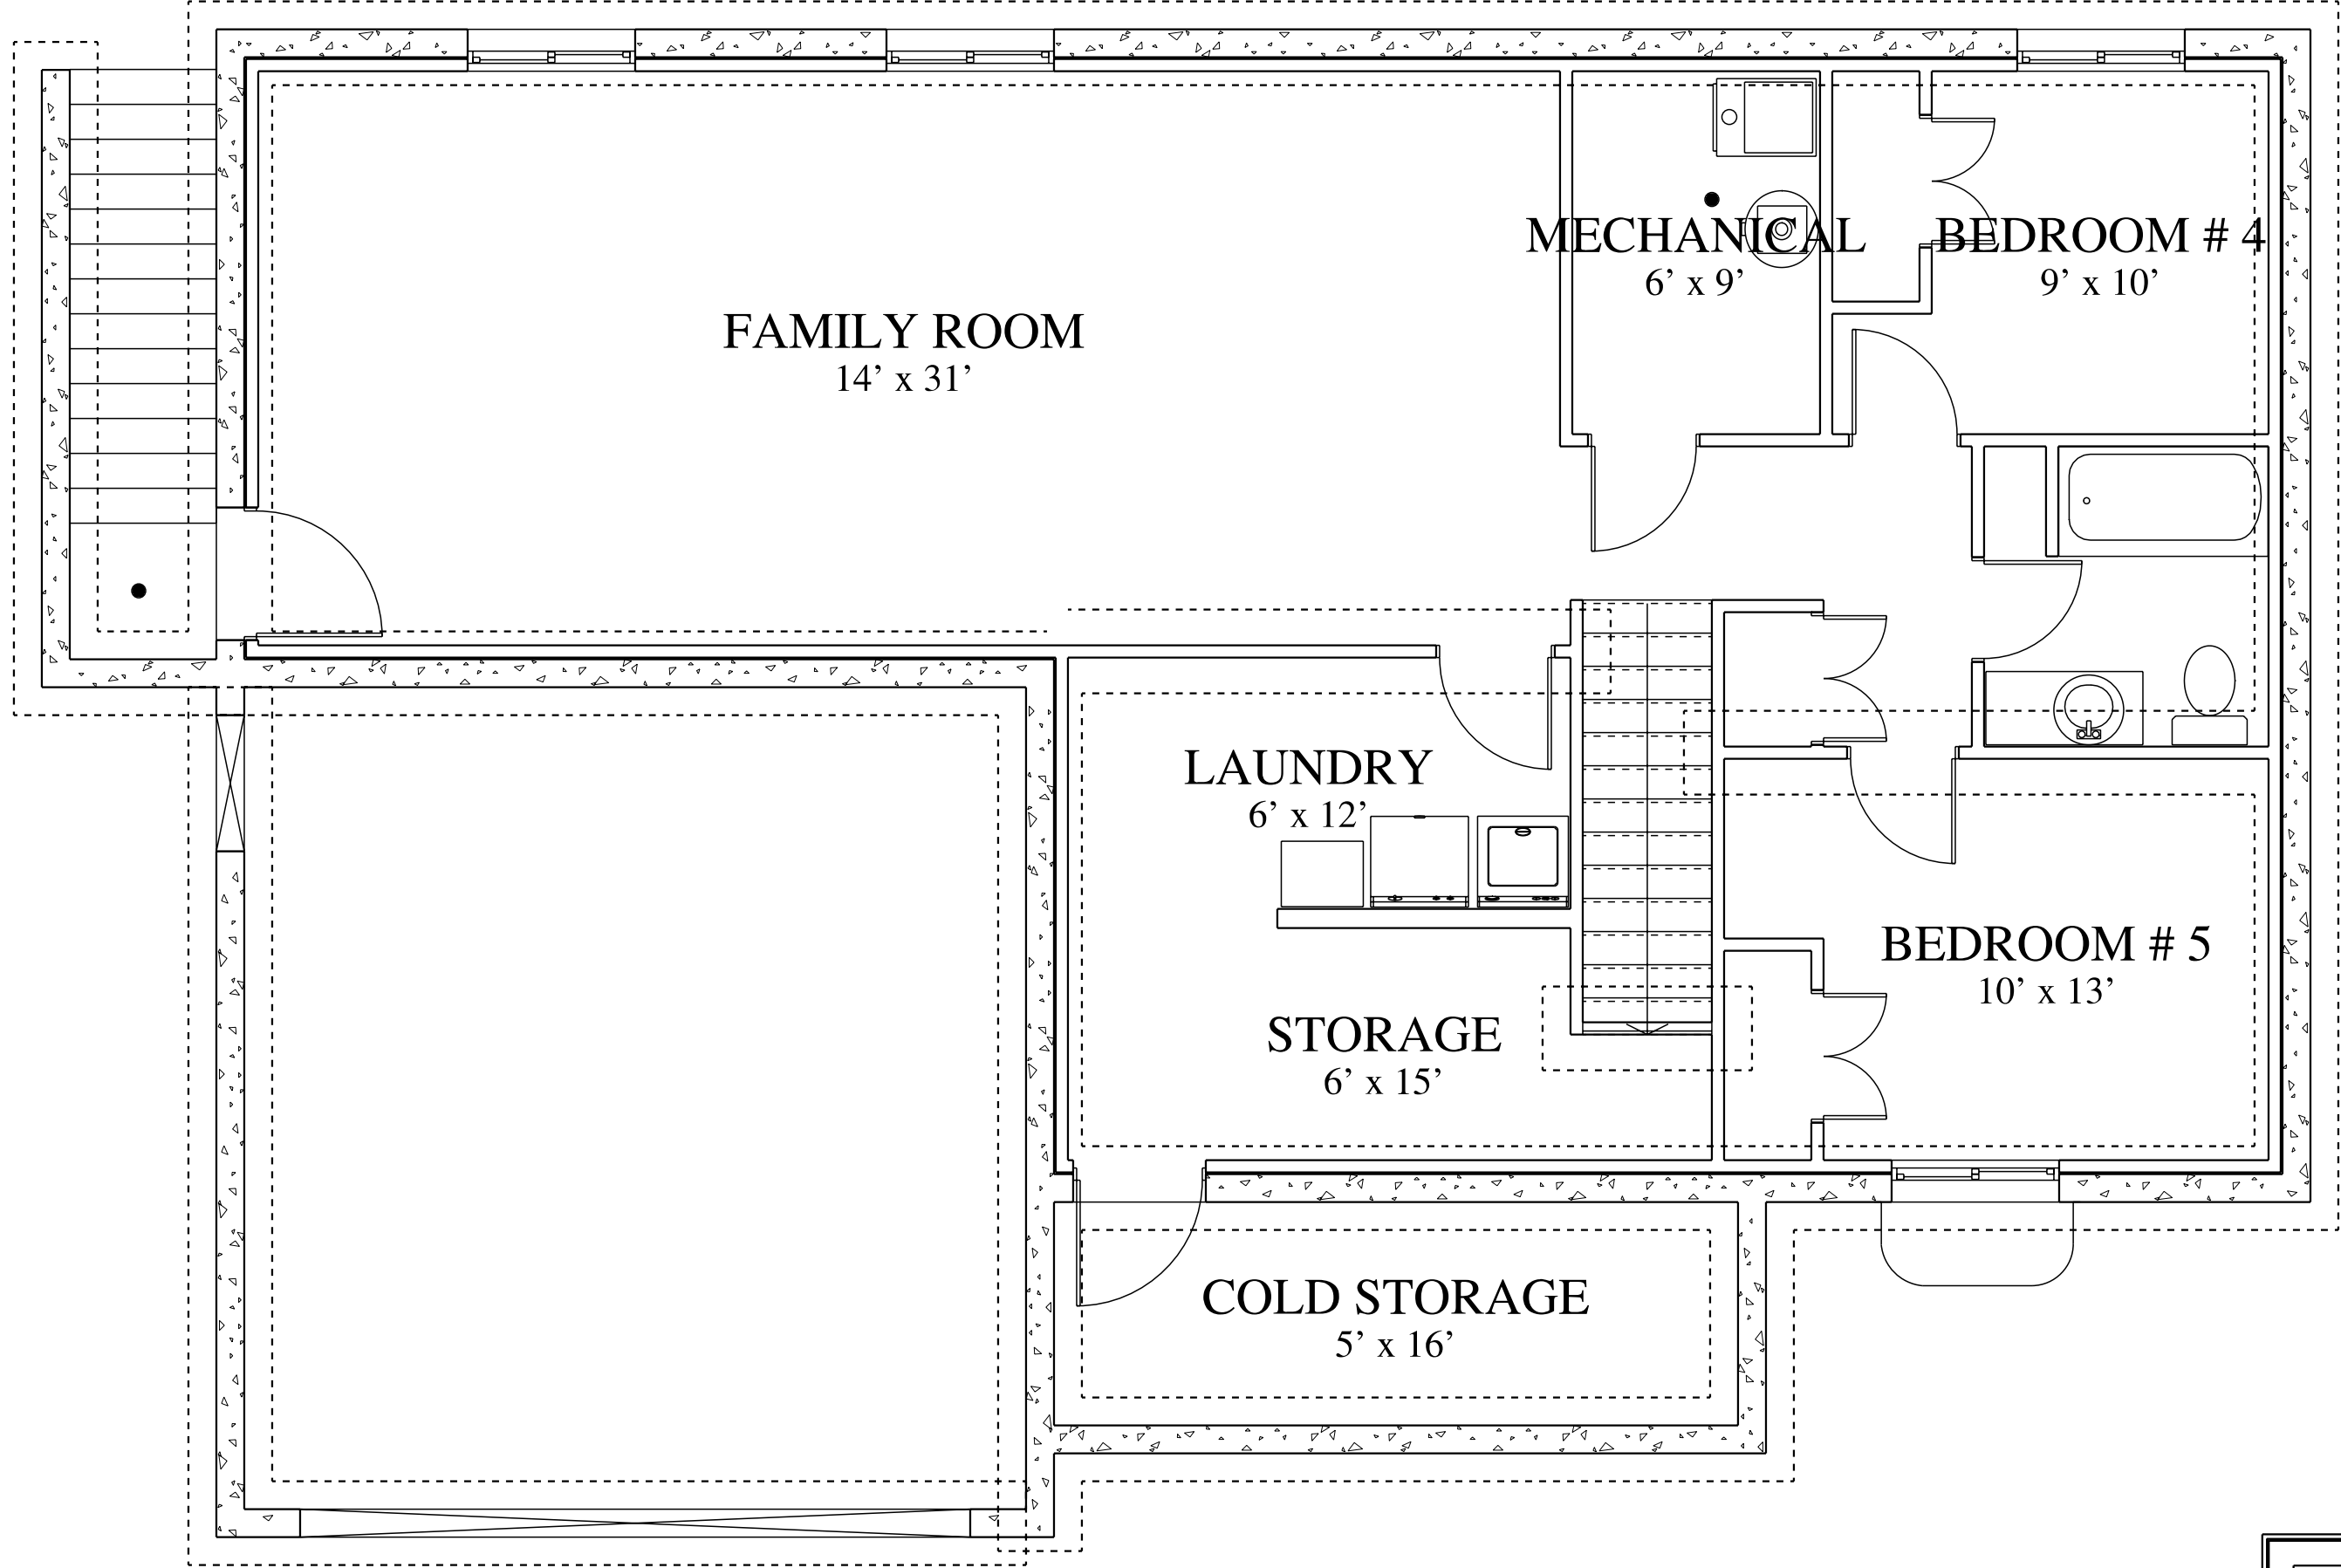 MECHANICAL
6’ x 9’
BEDROOM # 4
9’ x 10’
FAMILY ROOM
14’ x 31’
LAUNDRY
6’ x 12’
BEDROOM # 5
10’ x 13’
STORAGE
6’ x 15’
COLD STORAGE
5’ x 16’